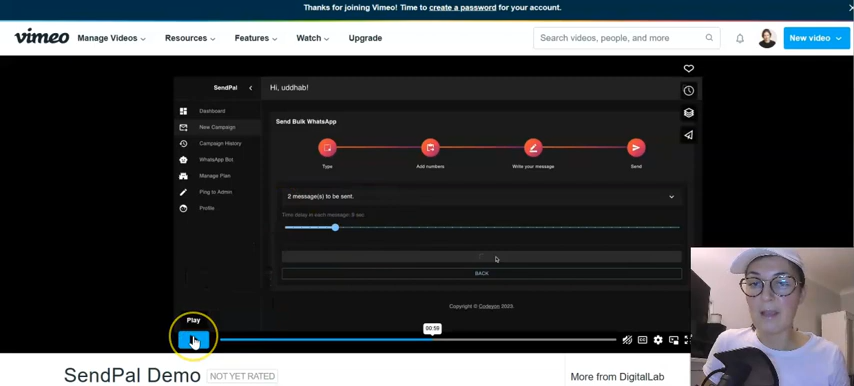 Thanks for joining Vimeo! Time to create a password for your account.
vimeo Manage Videos Resources Features Watch Upgrade Search videos, people, and more New video
SendPal Hi, uddhab!
Dashboard
New Campaign
Campaign History
WhatsApp Bot
Manage Plan
Ping to Admin
Profile
Send Bulk WhatsApp
Type Add numbers Write your message Send
2 message(s) to be sent.
Time delay in each message: 9 sec
BACK
Copyright © Codeyon 2023.
Play
00:59
CC
SendPal Demo NOT YET RATED
More from DigitalLab